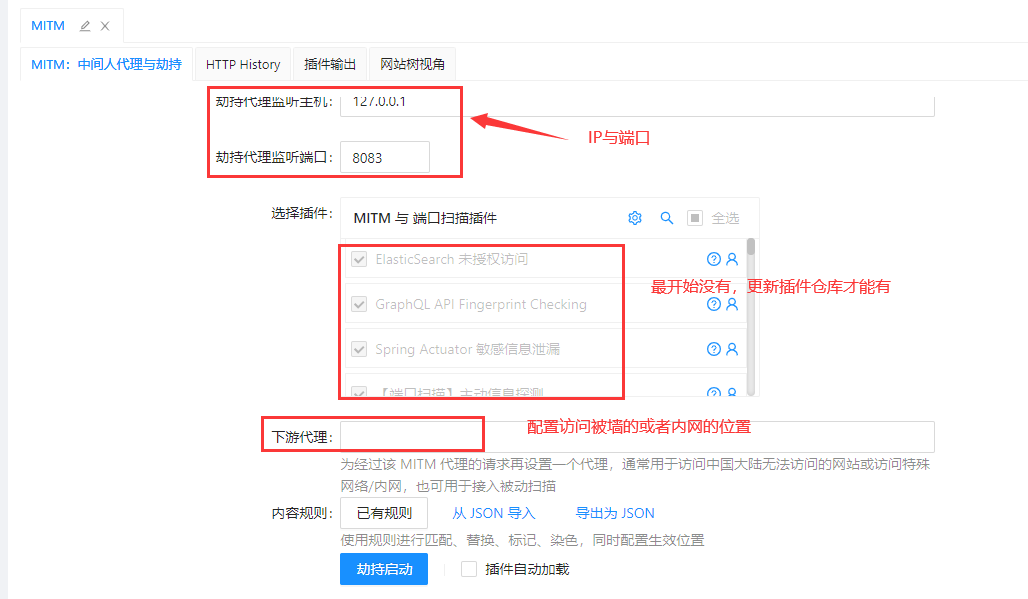 MITM
MITM：中间人代理与劫持 HTTP History 插件输出 网站树视角
劫持代理监听主机： 127.0.0.1
IP与端口
劫持代理监听端口： 8083
选择插件： MITM 与 端口扫描插件 全选
ElasticSearch 未授权访问
最开始没有，更新插件仓库才能有
GraphQL API Fingerprint Checking
Spring Actuator 敏感信息泄漏
【端口扫描】主动信息探测
配置访问被墙的或者内网的位置
下游代理：
为经过该 MITM 代理的请求再设置一个代理，通常用于访问中国大陆无法访问的网站或访问特殊
网络/内网，也可用于接入被动扫描
内容规则： 已有规则 从 JSON 导入 导出为 JSON
使用规则进行匹配、替换、标记、染色，同时配置生效位置
劫持启动 插件自动加载